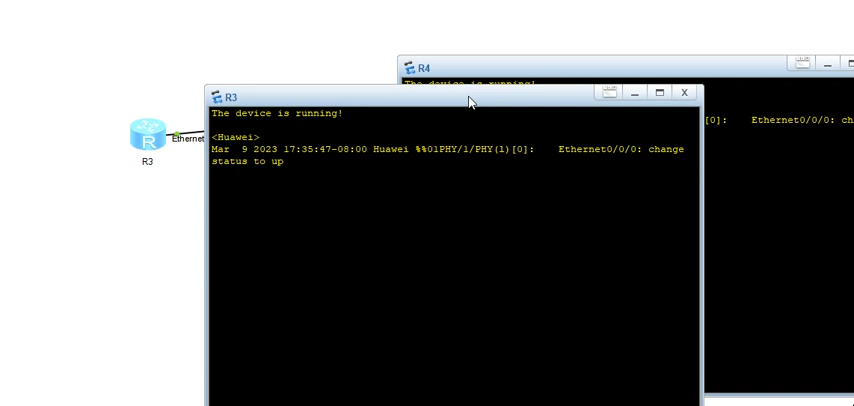 R4
The device is running!
[0]:    Ethernet0/0/0: ch
R3
The device is running!
<Huawei>
Mar  9 2023 17:35:47-08:00 Huawei %%01PHY/1/PHY(l)[0]:    Ethernet0/0/0: change
status to up
R
Ethernet
R3